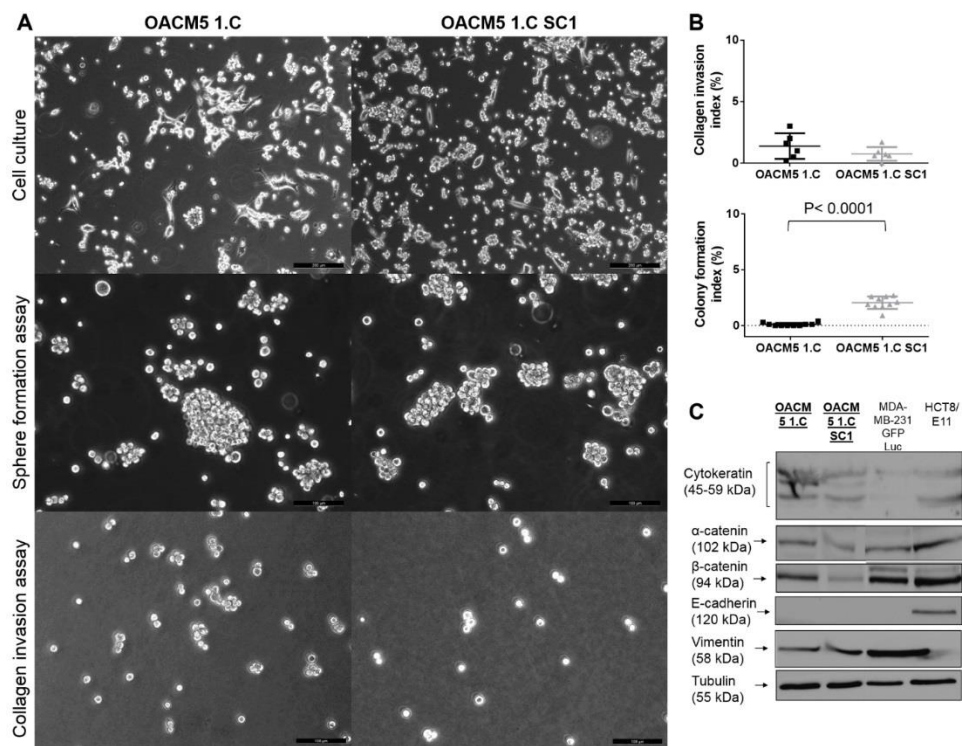 A
OACM5 1.C
OACM5 1.C SC1
Cell culture
Sphere formation assay
Collagen invasion assay
B
Collagen invasion
index (%)
10
5
0
OACM5 1.C
OACM5 1.C SC1
P< 0.0001
Colony formation
index (%)
10
5
0
OACM5 1.C
OACM5 1.C SC1
C
OACM
5 1.C
OACM
5 1.C
SC1
MDA-
MB-231
GFP
Luc
HCT8/
E11
Cytokeratin
(45-59 kDa)
α-catenin
(102 kDa)
β-catenin
(94 kDa)
E-cadherin
(120 kDa)
Vimentin
(58 kDa)
Tubulin
(55 kDa)